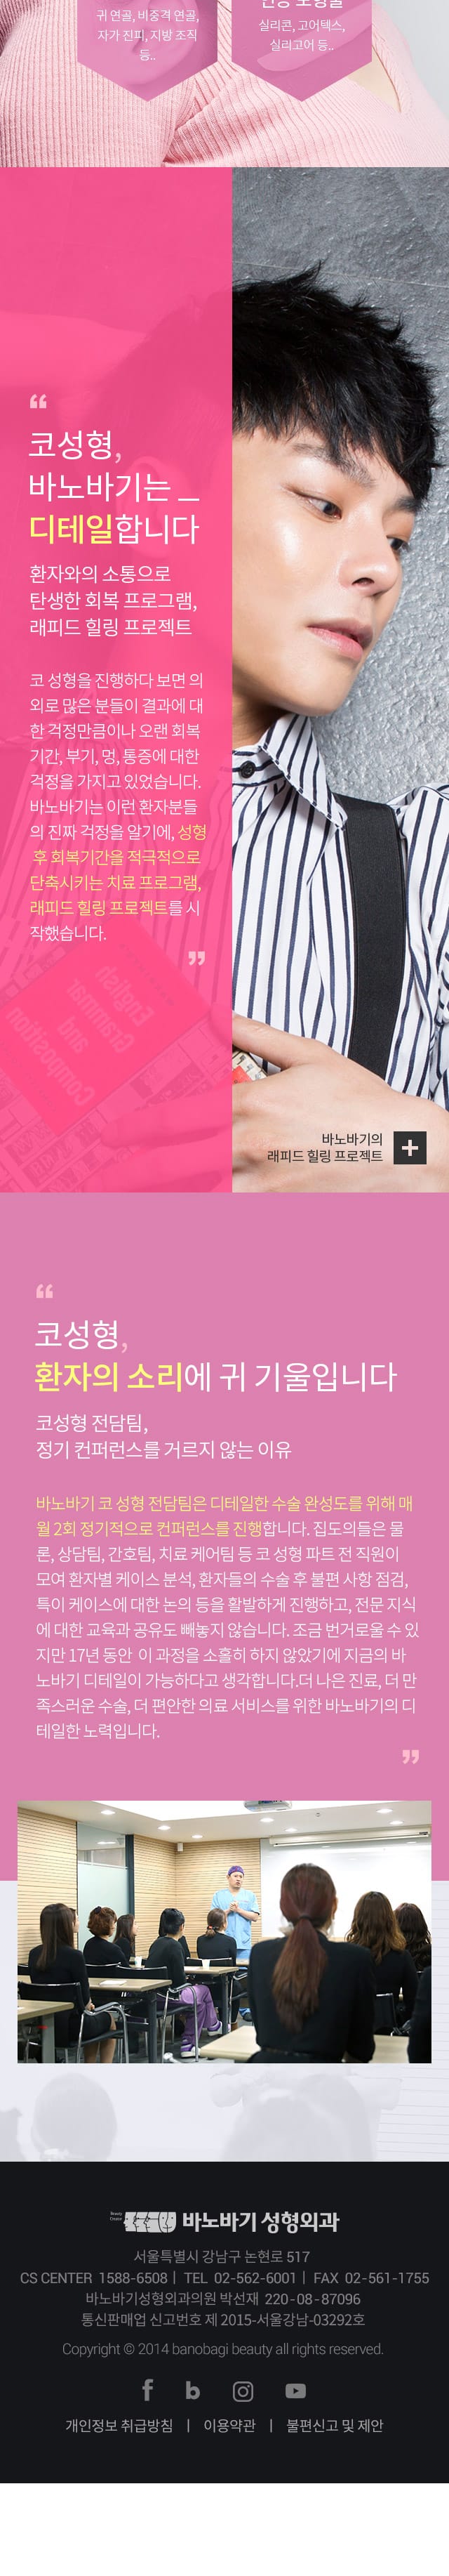 귀 연골, 비중격 연골,
자가 진피, 지방 조직
등..
인공 보형물
실리콘, 고어텍스,
실리고어 등..
“
코성형,
바노바기는 _
디테일합니다
환자와의 소통으로
탄생한 회복 프로그램,
래피드 힐링 프로젝트
코 성형을 진행하다 보면 의
외로 많은 분들이 결과에 대
한 걱정만큼이나 오랜 회복
기간, 부기, 멍, 통증에 대한
걱정을 가지고 있었습니다.
바노바기는 이런 환자분들
의 진짜 걱정을 알기에, 성형
후 회복기간을 적극적으로
단축시키는 치료 프로그램,
래피드 힐링 프로젝트를 시
작했습니다.
”
English
Grammar
and
Composition
바노바기의
래피드 힐링 프로젝트
“
코성형,
환자의 소리에 귀 기울입니다
코성형 전담팀,
정기 컨퍼런스를 거르지 않는 이유
바노바기 코 성형 전담팀은 디테일한 수술 완성도를 위해 매
월 2회 정기적으로 컨퍼런스를 진행합니다. 집도의들은 물
론, 상담팀, 간호팀, 치료 케어팀 등 코 성형 파트 전 직원이
모여 환자별 케이스 분석, 환자들의 수술 후 불편 사항 점검,
특이 케이스에 대한 논의 등을 활발하게 진행하고, 전문 지식
에 대한 교육과 공유도 빼놓지 않습니다. 조금 번거로울 수 있
지만 17년 동안  이 과정을 소홀히 하지 않았기에 지금의 바
노바기 디테일이 가능하다고 생각합니다.더 나은 진료, 더 만
족스러운 수술, 더 편안한 의료 서비스를 위한 바노바기의 디
테일한 노력입니다.
”
Beauty
Creator
바노바기 성형외과
서울특별시 강남구 논현로 517
CS CENTER 1588-6508 | TEL 02-562-6001 | FAX 02-561-1755
바노바기성형외과의원 박선재 220-08-87096
통신판매업 신고번호 제 2015-서울강남-03292호
Copyright © 2014 banobagi beauty all rights reserved.
개인정보 취급방침 | 이용약관 | 불편신고 및 제안